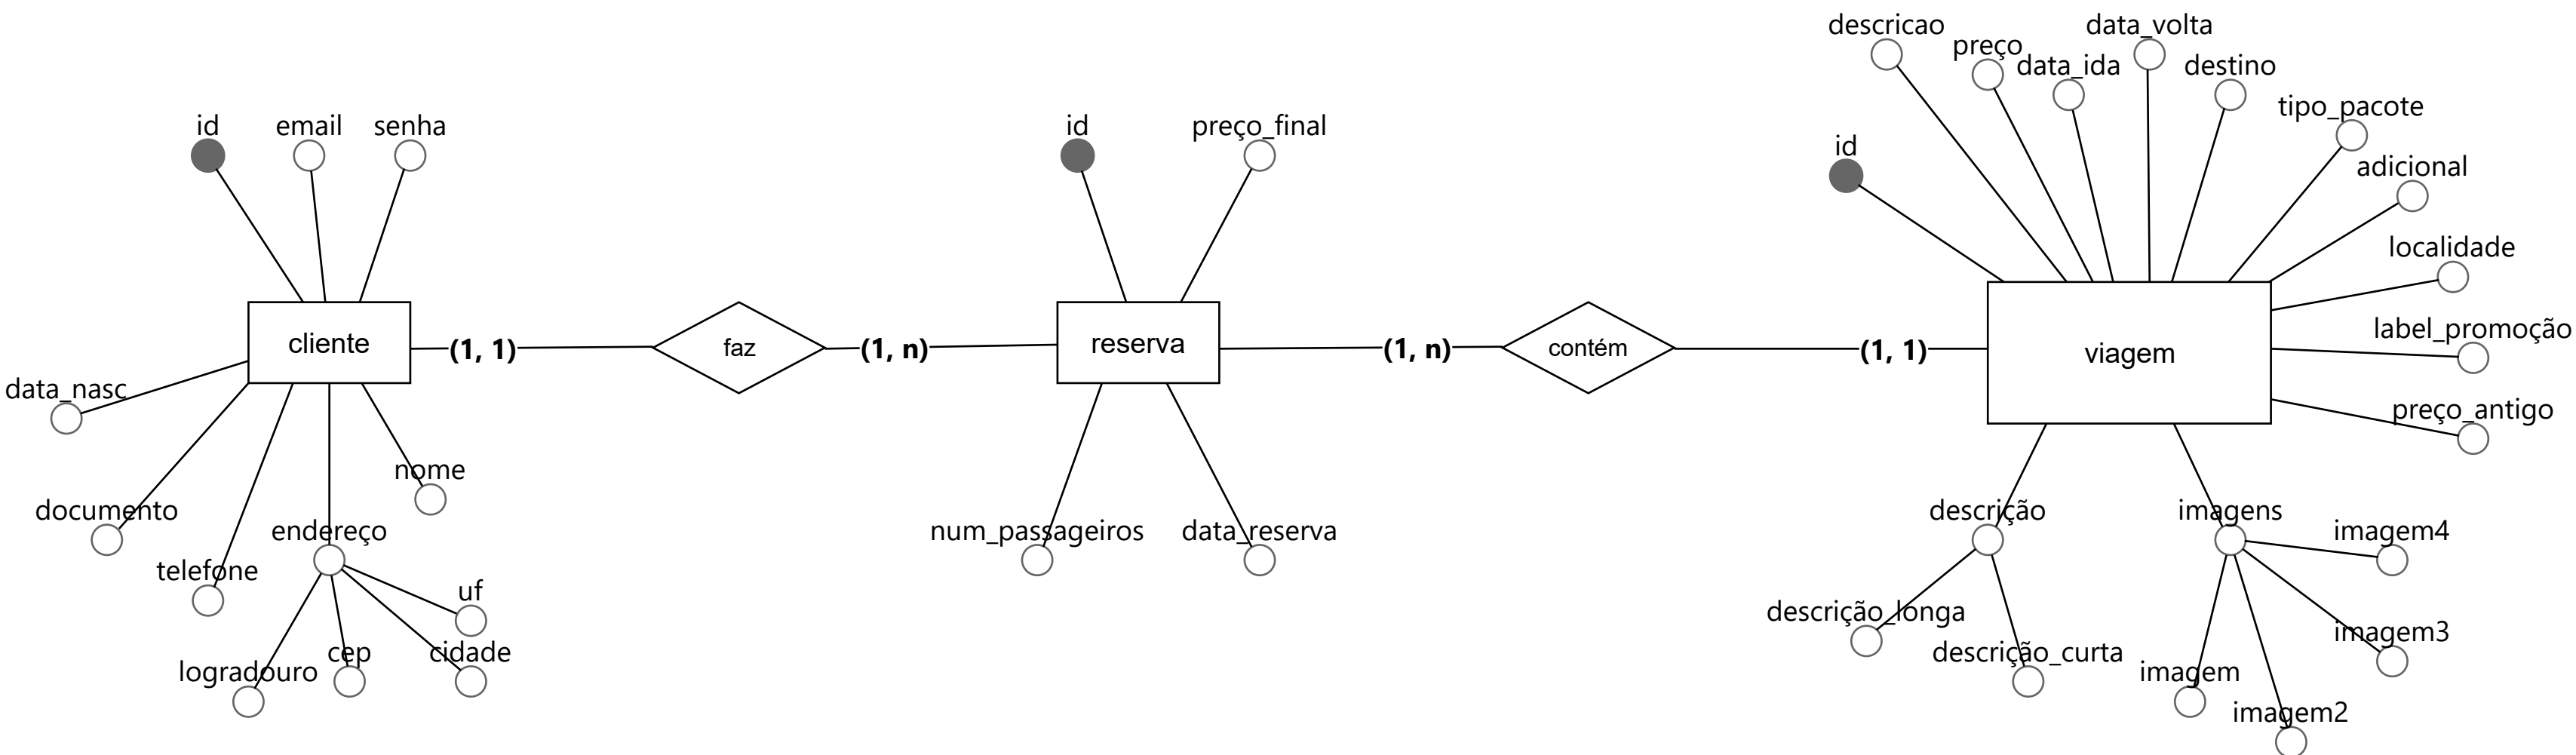 descricao
data_volta
preço
data_ida
destino
tipo_pacote
id
email
senha
id
preço_final
id
adicional
localidade
label_promoção
preço_antigo
cliente
(1, 1)
faz
(1, n)
reserva
(1, n)
contém
(1, 1)
viagem
data_nasc
nome
documento
endereço
telefone
uf
cep
cidade
logradouro
num_passageiros
data_reserva
descrição
imagens
imagem4
descrição_longa
descrição_curta
imagem3
imagem
imagem2